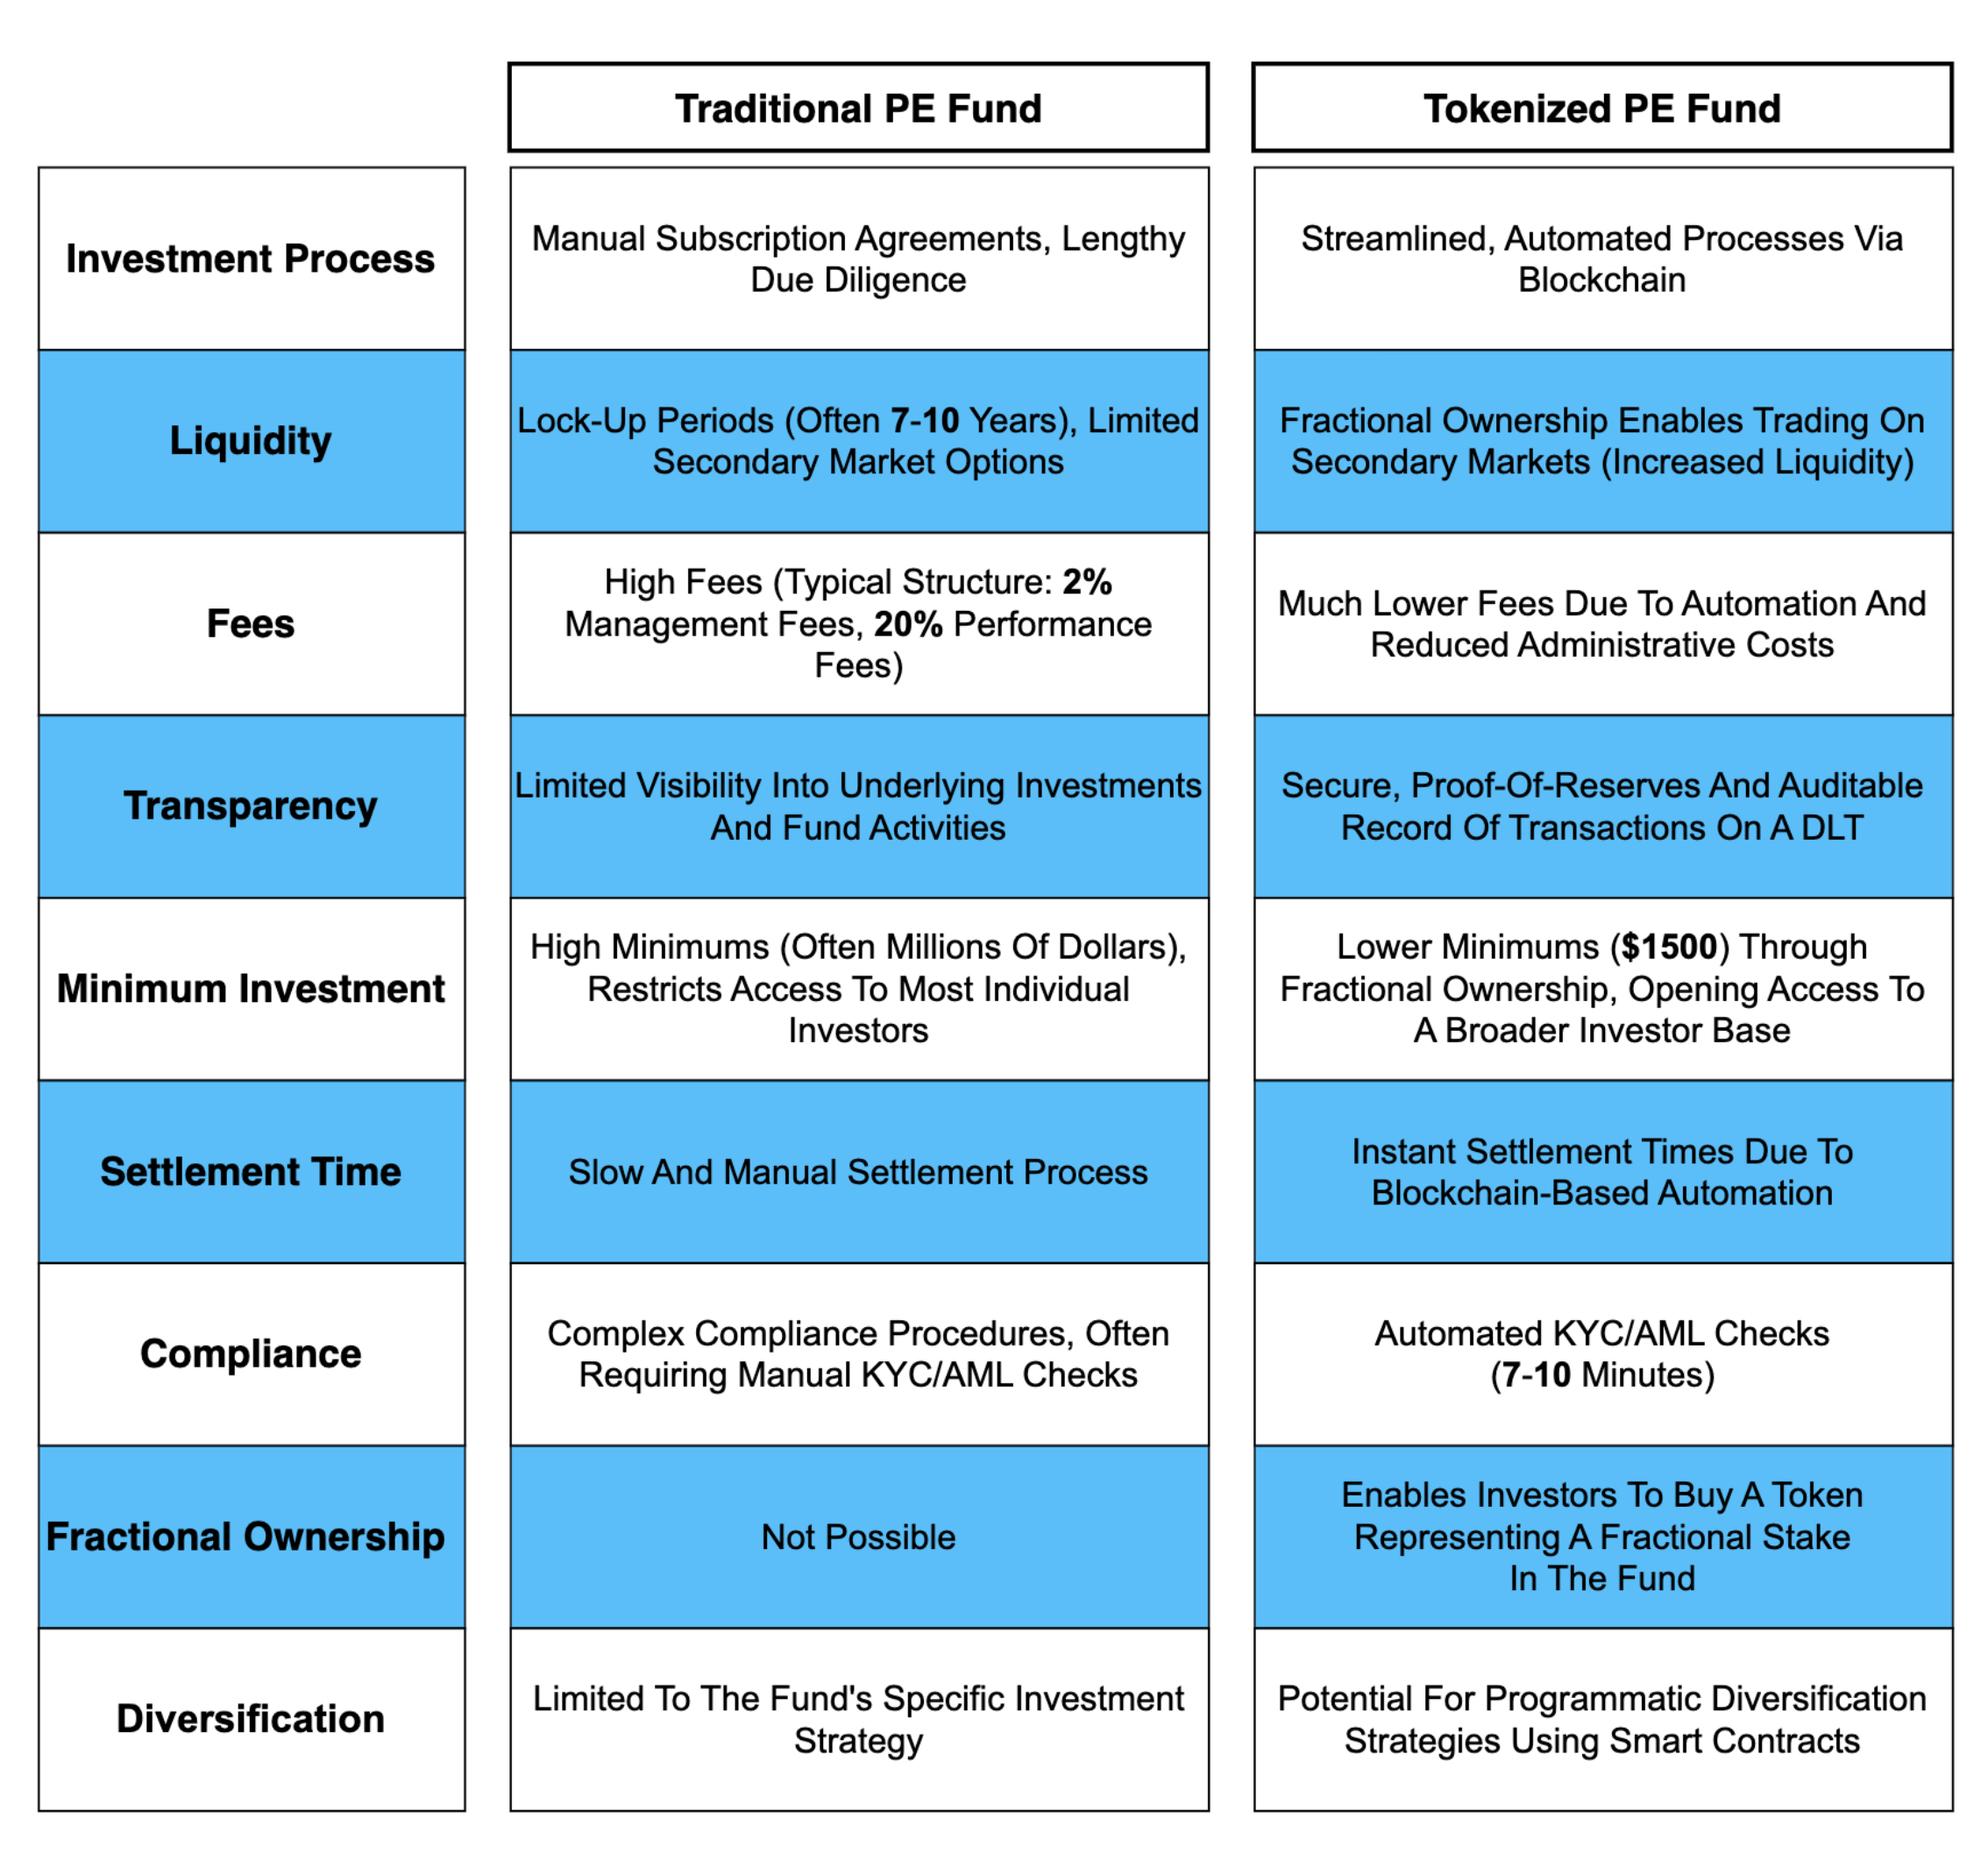 Traditional PE Fund
Tokenized PE Fund
Investment Process
Manual Subscription Agreements, Lengthy
Due Diligence
Streamlined, Automated Processes Via
Blockchain
Liquidity
Lock-Up Periods (Often 7-10 Years), Limited
Secondary Market Options
Fractional Ownership Enables Trading On
Secondary Markets (Increased Liquidity)
Fees
High Fees (Typical Structure: 2%
Management Fees, 20% Performance
Fees)
Much Lower Fees Due To Automation And
Reduced Administrative Costs
Transparency
Limited Visibility Into Underlying Investments
And Fund Activities
Secure, Proof-Of-Reserves And Auditable
Record Of Transactions On A DLT
Minimum Investment
High Minimums (Often Millions Of Dollars),
Restricts Access To Most Individual
Investors
Lower Minimums ($1500) Through
Fractional Ownership, Opening Access To
A Broader Investor Base
Settlement Time
Slow And Manual Settlement Process
Instant Settlement Times Due To
Blockchain-Based Automation
Compliance
Complex Compliance Procedures, Often
Requiring Manual KYC/AML Checks
Automated KYC/AML Checks
(7-10 Minutes)
Fractional Ownership
Not Possible
Enables Investors To Buy A Token
Representing A Fractional Stake
In The Fund
Diversification
Limited To The Fund's Specific Investment
Strategy
Potential For Programmatic Diversification
Strategies Using Smart Contracts